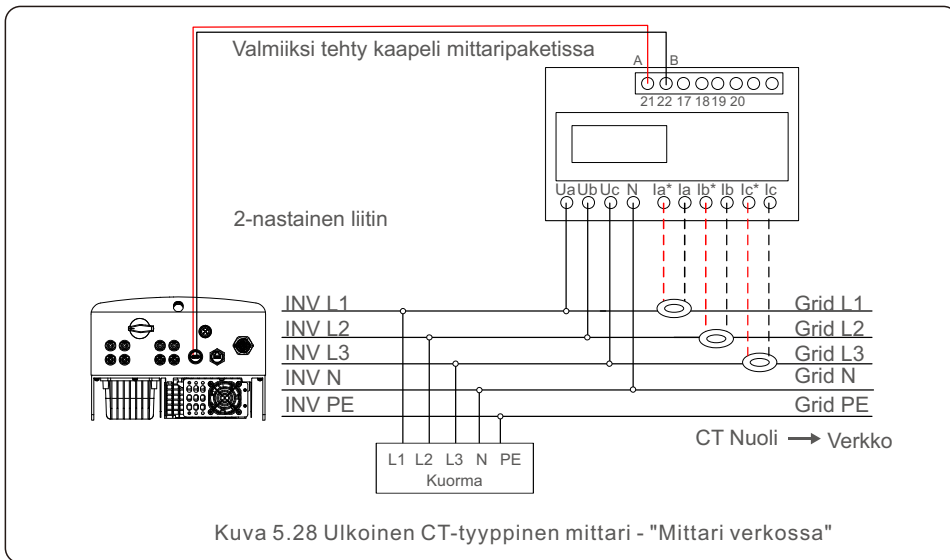 Valmiiksi tehty kaapeli mittaripaketissa
A B
21 22 17 18 19 20
Ua Ub Uc N Ia* Ia Ib* Ib Ic* Ic
2-nastainen liitin
INV L1 Grid L1
INV L2 Grid L2
INV L3 Grid L3
INV N Grid N
INV PE Grid PE
CT Nuoli → Verkko
L1 L2 L3 N PE
Kuorma
Kuva 5.28 Ulkoinen CT-tyyppinen mittari - "Mittari verkossa"